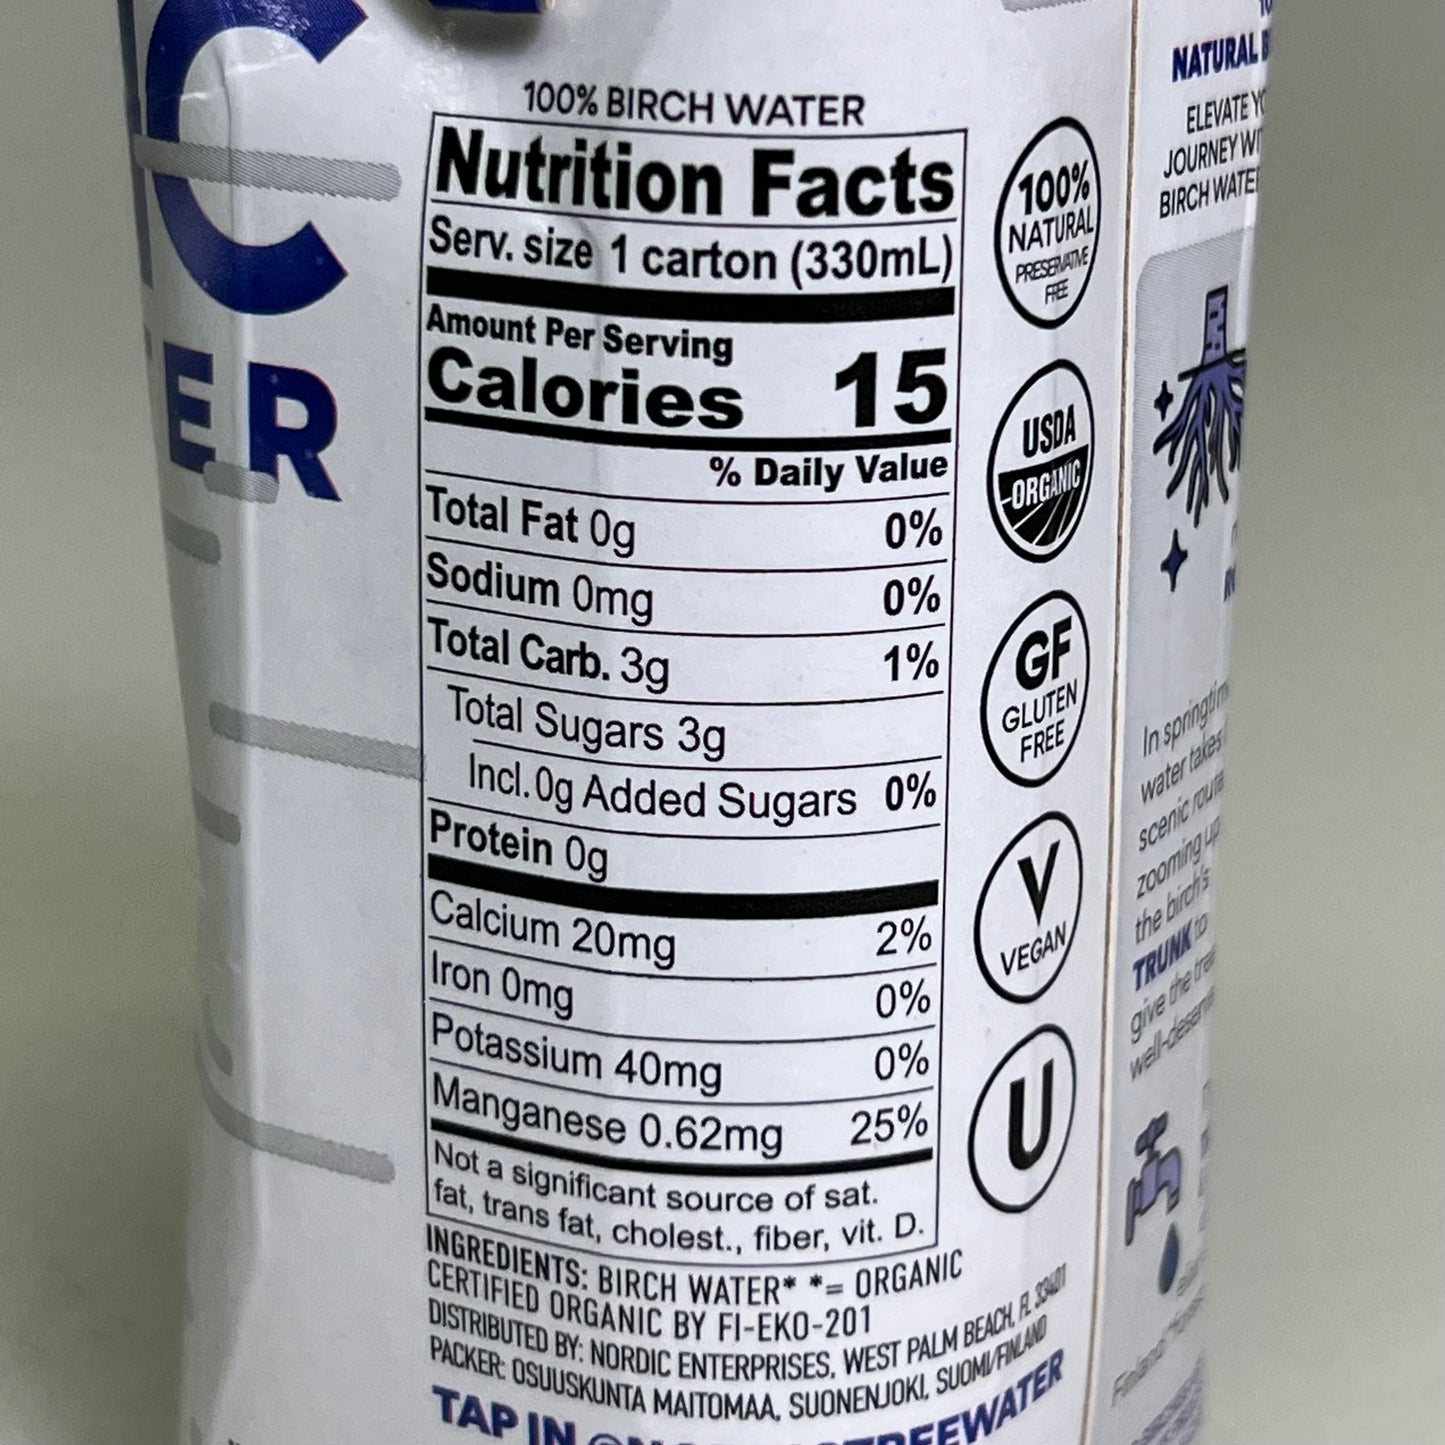 C
ER
100% BIRCH WATER
Nutrition Facts
Serv. size 1 carton (330mL)
Amount Per Serving
Calories 15
% Daily Value
Total Fat 0g 0%
Sodium 0mg 0%
Total Carb. 3g 1%
Total Sugars 3g
Incl. 0g Added Sugars 0%
Protein 0g
Calcium 20mg 2%
Iron 0mg 0%
Potassium 40mg 0%
Manganese 0.62mg 25%
Not a significant source of sat.
fat, trans fat, cholest., fiber, vit. D.
INGREDIENTS: BIRCH WATER* *= ORGANIC
CERTIFIED ORGANIC BY FI-EKO-201
DISTRIBUTED BY: NORDIC ENTERPRISES, WEST PALM BEACH, FL 33401
PACKER: OSUUSKUNTA MAITOMAA, SUONENJOKI, SUOMI/FINLAND
TAP IN
100%
NATURAL
PRESERVATIVE
FREE
USDA
ORGANIC
GF
GLUTEN
FREE
V
VEGAN
U
NATURAL
ELEVATE
JOURNEY
BIRCH WATER
In springtime
water takes
scenic route
zooming up
the birch's
TRUNK to
give the tree